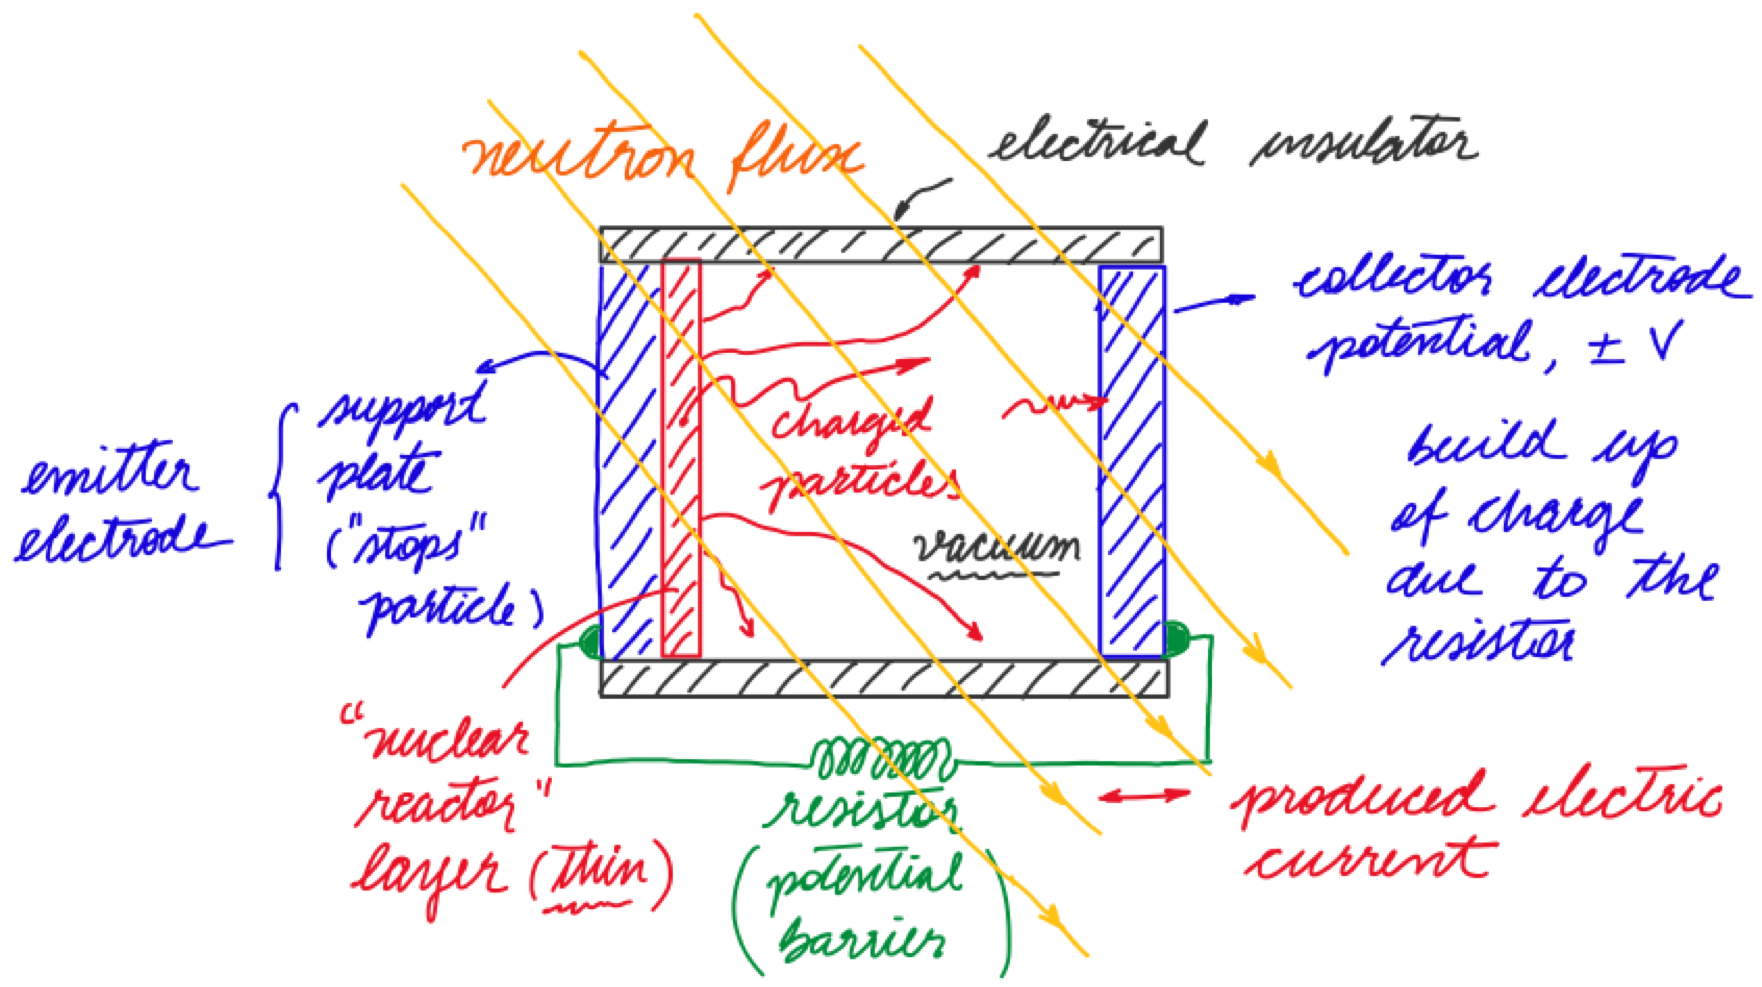 neutron flux
electrical insulator
collector electrode
potential, ± V
build up
of charge
due to the
resistor
emitter
electrode
support
plate
("stops"
particle)
charged
particles
vacuum
"nuclear
reactor"
layer (thin)
resistor
(potential
barrier)
produced electric
current